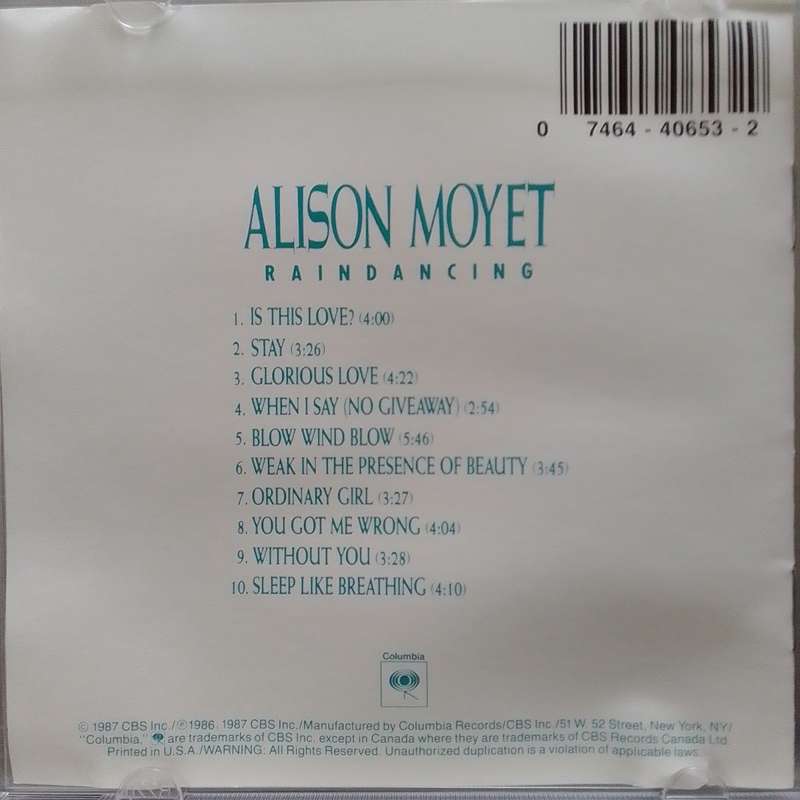 0 7464 - 40653 - 2
ALISON MOYET
RAINDANCING
1. IS THIS LOVE? (4:00)
2. STAY (3:26)
3. GLORIOUS LOVE (4:22)
4. WHEN I SAY (NO GIVEAWAY) (2:54)
5. BLOW WIND BLOW (5:46)
6. WEAK IN THE PRESENCE OF BEAUTY (3:45)
7. ORDINARY GIRL (3:27)
8. YOU GOT ME WRONG (4:04)
9. WITHOUT YOU (3:28)
10. SLEEP LIKE BREATHING (4:10)
Columbia
© 1987 CBS Inc./℗ 1986, 1987 CBS Inc./Manufactured by Columbia Records/CBS Inc./51 W. 52 Street, New York, NY/
"Columbia," are trademarks of CBS Inc. except in Canada where they are trademarks of CBS Records Canada Ltd.
Printed in U.S.A./WARNING: All Rights Reserved. Unauthorized duplication is a violation of applicable laws.